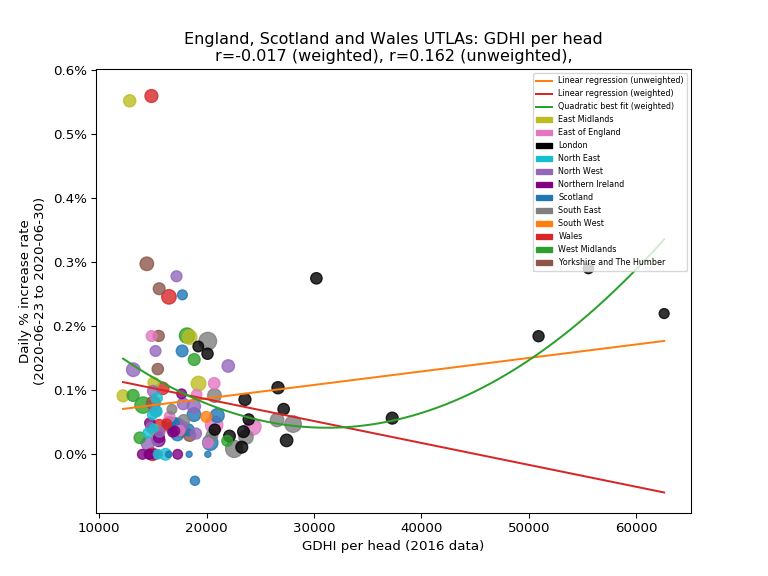 England, Scotland and Wales UTLAs: GDHI per head
r=-0.017 (weighted), r=0.162 (unweighted),
Daily % increase rate
(2020-06-23 to 2020-06-30)
0.6%
0.5%
0.4%
0.3%
0.2%
0.1%
0.0%
Linear regression (unweighted)
Linear regression (weighted)
Quadratic best fit (weighted)
East Midlands
East of England
London
North East
North West
Northern Ireland
Scotland
South East
South West
Wales
West Midlands
Yorkshire and The Humber
10000 20000 30000 40000 50000 60000
GDHI per head (2016 data)